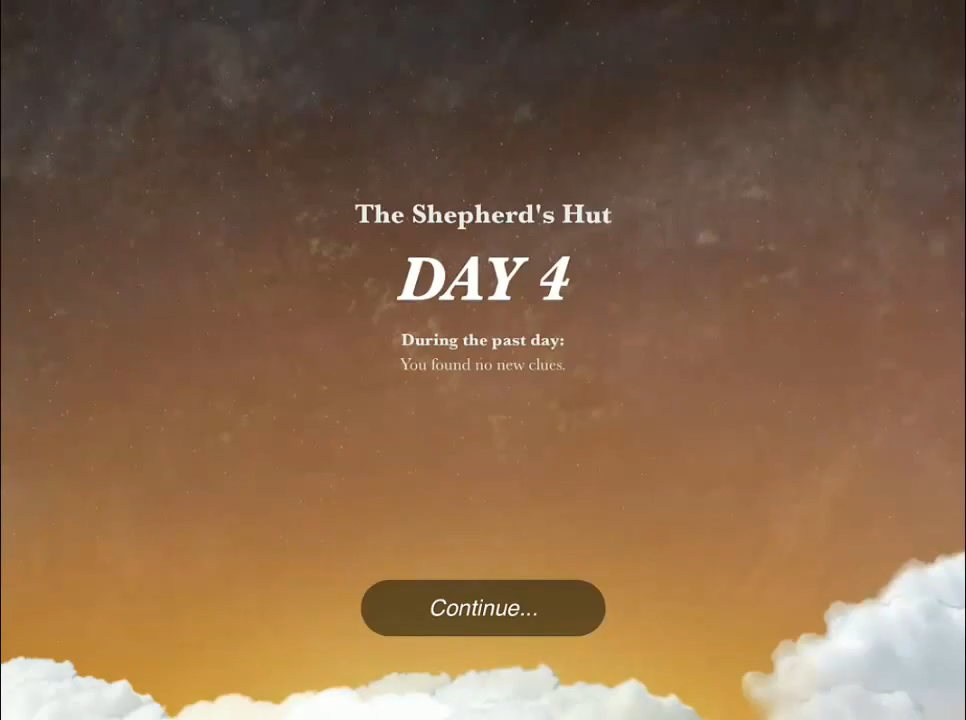 The Shepherd's Hut
DAY 4
During the past day:
You found no new clues.
Continue...